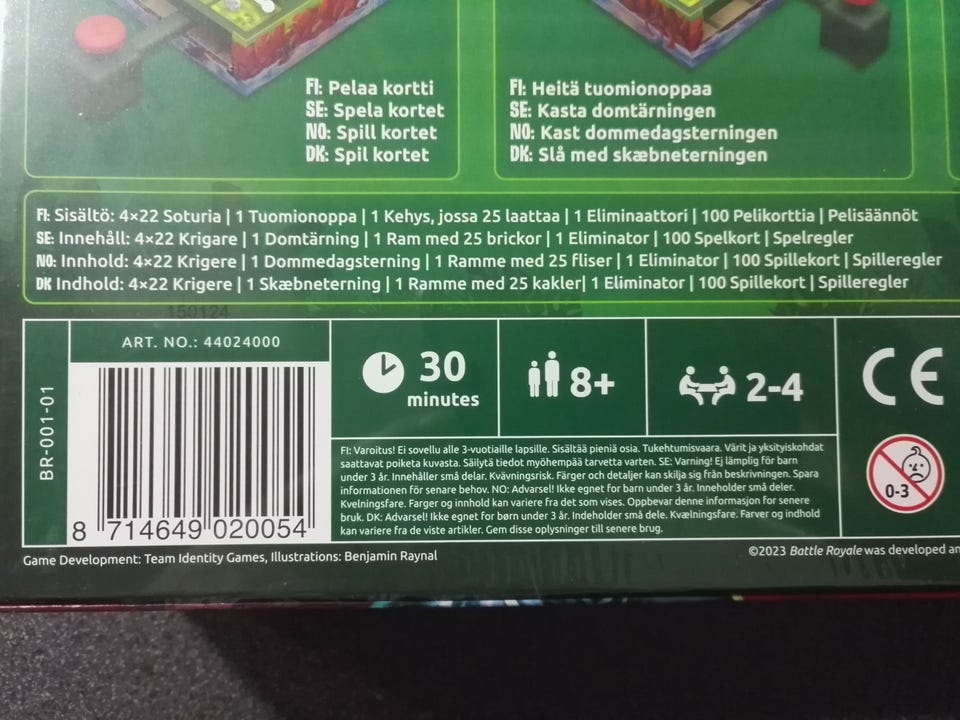 FI: Pelaa kortti
SE: Spela kortet
NO: Spill kortet
DK: Spil kortet
FI: Heitä tuomionoppaa
SE: Kasta domtärningen
NO: Kast dommedagsterningen
DK: Slå med skæbneterningen
FI: Sisältö: 4×22 Soturia | 1 Tuomionoppa | 1 Kehys, jossa 25 laattaa | 1 Eliminaattori | 100 Pelikorttia | Pelisäännöt
SE: Innehåll: 4×22 Krigare | 1 Domtärning | 1 Ram med 25 brickor | 1 Eliminator | 100 Spelkort | Spelregler
NO: Innhold: 4×22 Krigere | 1 Dommedagsterning | 1 Ramme med 25 fliser | 1 Eliminator | 100 Spillekort | Spilleregler
DK Indhold: 4×22 Krigere | 1 Skæbneterning | 1 Ramme med 25 kakler| 1 Eliminator | 100 Spillekort | Spilleregler
150124
BR-001-01
ART. NO.: 44024000
8 714649 020054
30
minutes
8+
2-4
CE
0-3
FI: Varoitus! Ei sovellu alle 3-vuotiaille lapsille. Sisältää pieniä osia. Tukehtumisvaara. Värit ja yksityiskohdat
saattavat poiketa kuvasta. Säilytä tiedot myöhempää tarvetta varten. SE: Varning! Ej lämplig för barn
under 3 år. Innehåller små delar. Kvävningsrisk. Färger och detaljer kan skilja sig från beskrivningen. Spara
informationen för senare behov. NO: Advarsel! Ikke egnet for barn under 3 år. Inneholder små deler.
Kvelningsfare. Farger og innhold kan variere fra det som vises. Oppbevar denne informasjon for senere
bruk. DK: Advarsel! Ikke egnet for børn under 3 år. Indeholder små dele. Kvælningsfare. Farver og indhold
kan variere fra de viste artikler. Gem disse oplysninger til senere brug.
Game Development: Team Identity Games, Illustrations: Benjamin Raynal
©2023 Battle Royale was developed an